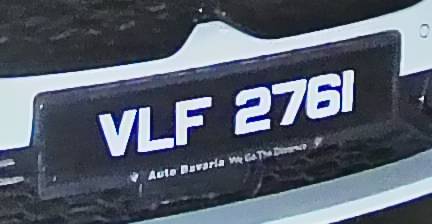 VLF 2761
Auto Bavaria We Go The Distance